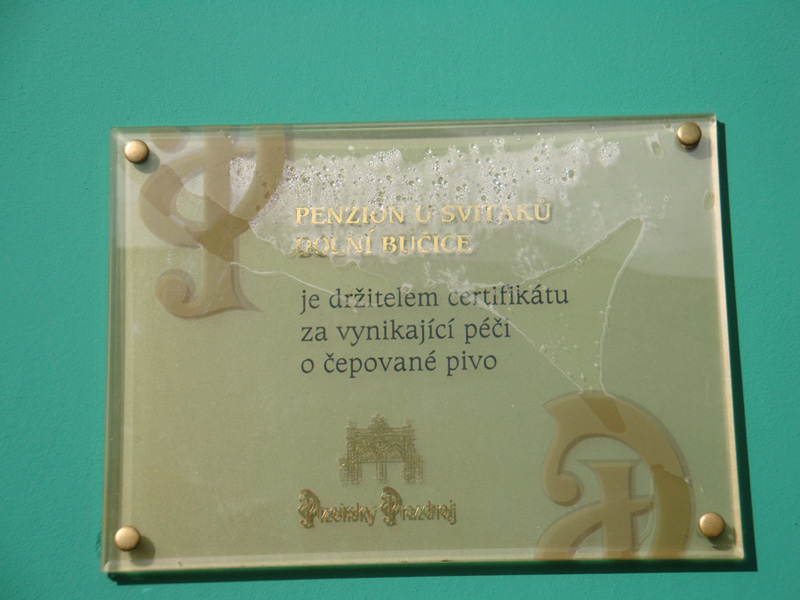 PENZION U SVITÁKŮ
DOLNÍ BUČICE
je držitelem certifikátu
za vynikající péči
o čepované pivo
Plzeňský Prazdroj